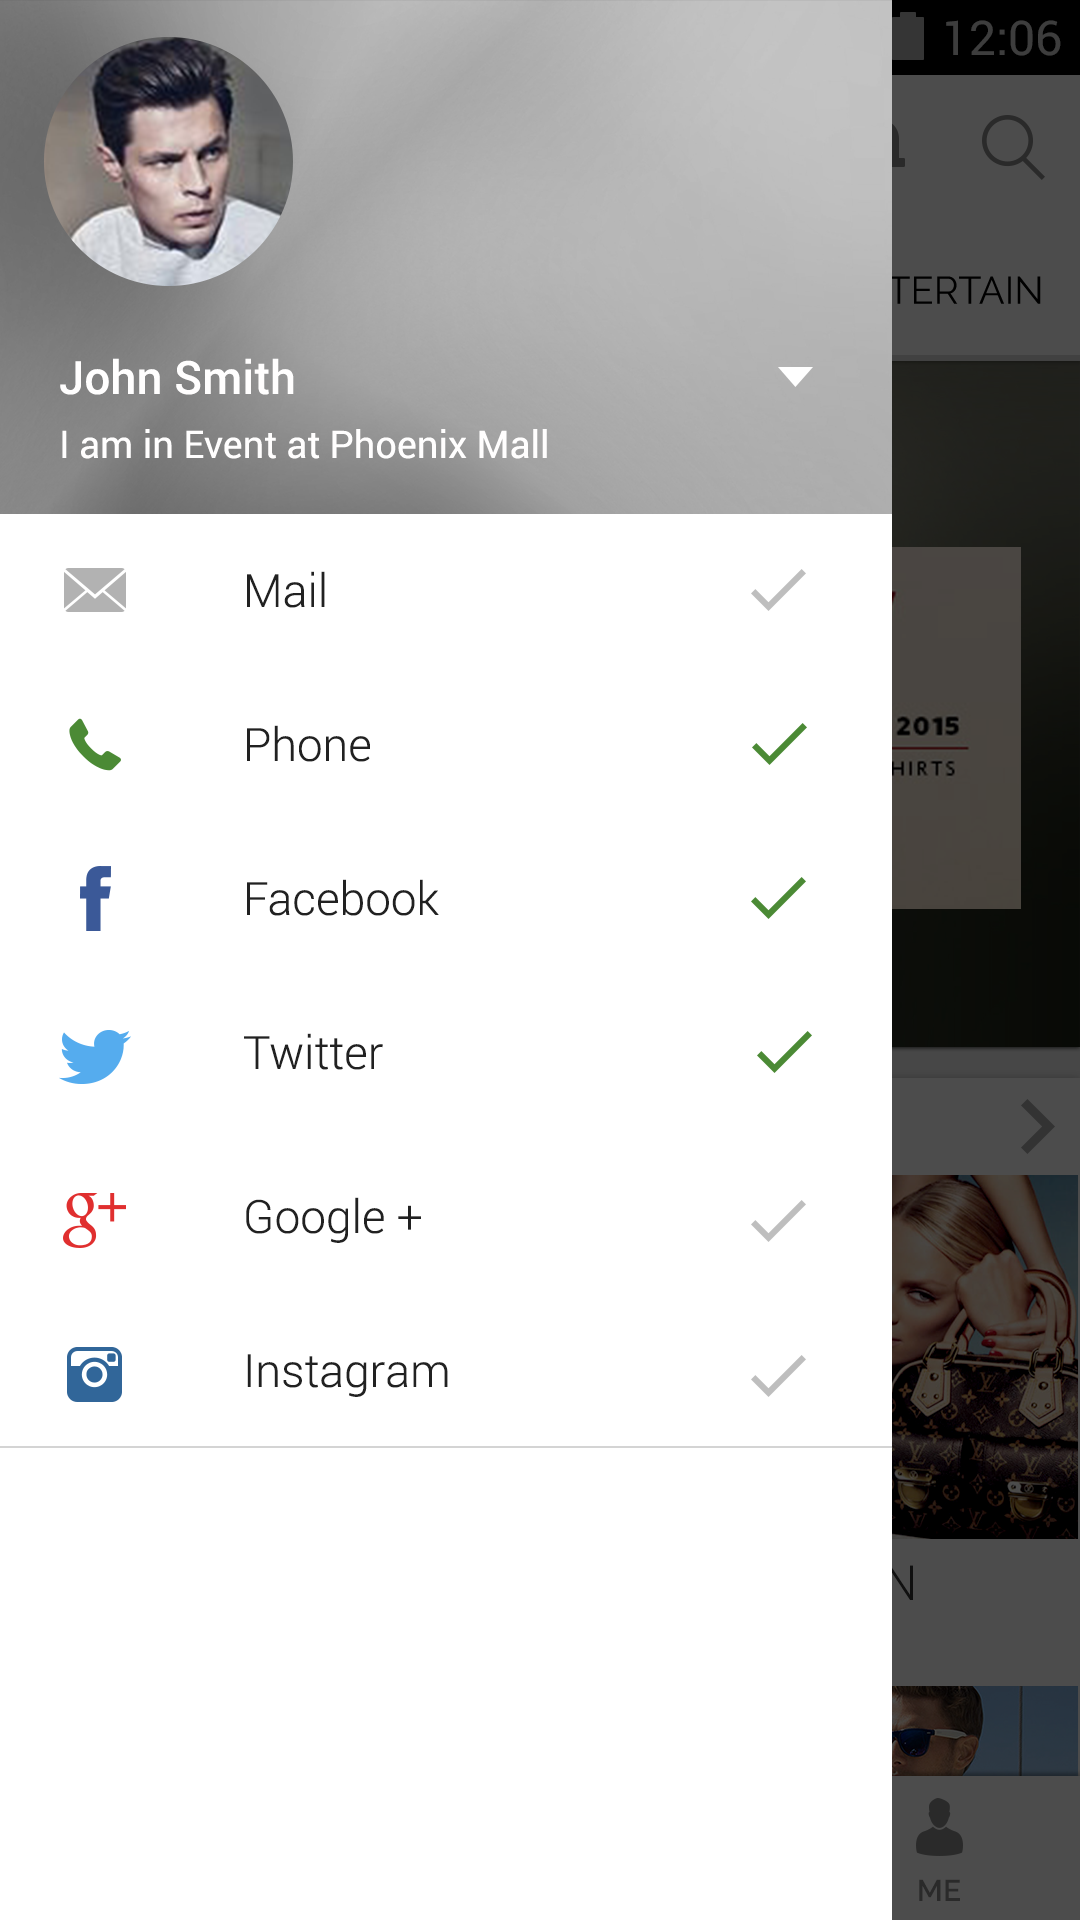 12:06
TERTAIN
John Smith
I am in Event at Phoenix Mall
Mail
Phone
2015
HIRTS
Facebook
Twitter
Google +
Instagram
N
ME